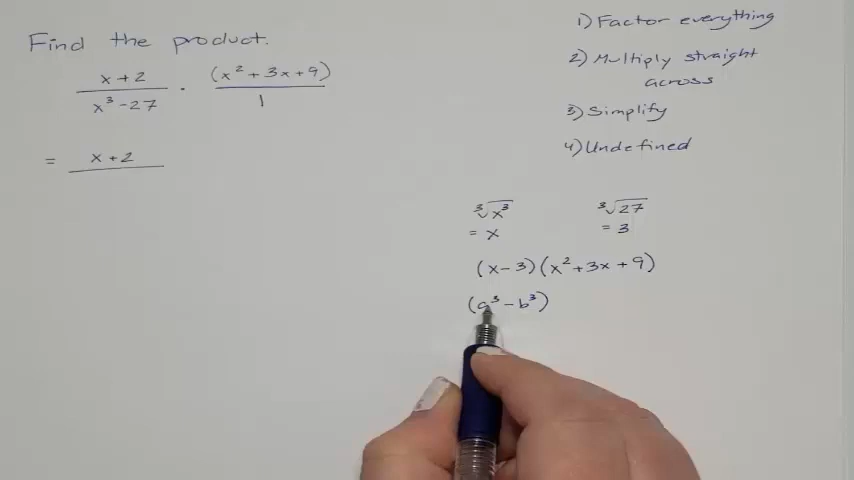 Find the product.
x+2 / x³-27 · (x²+3x+9) / 1
= x+2
1) Factor everything
2) Multiply straight
across
3) Simplify
4) Undefined
∛x³ ∛27
= x = 3
(x-3)(x²+3x+9)
(a³-b³)